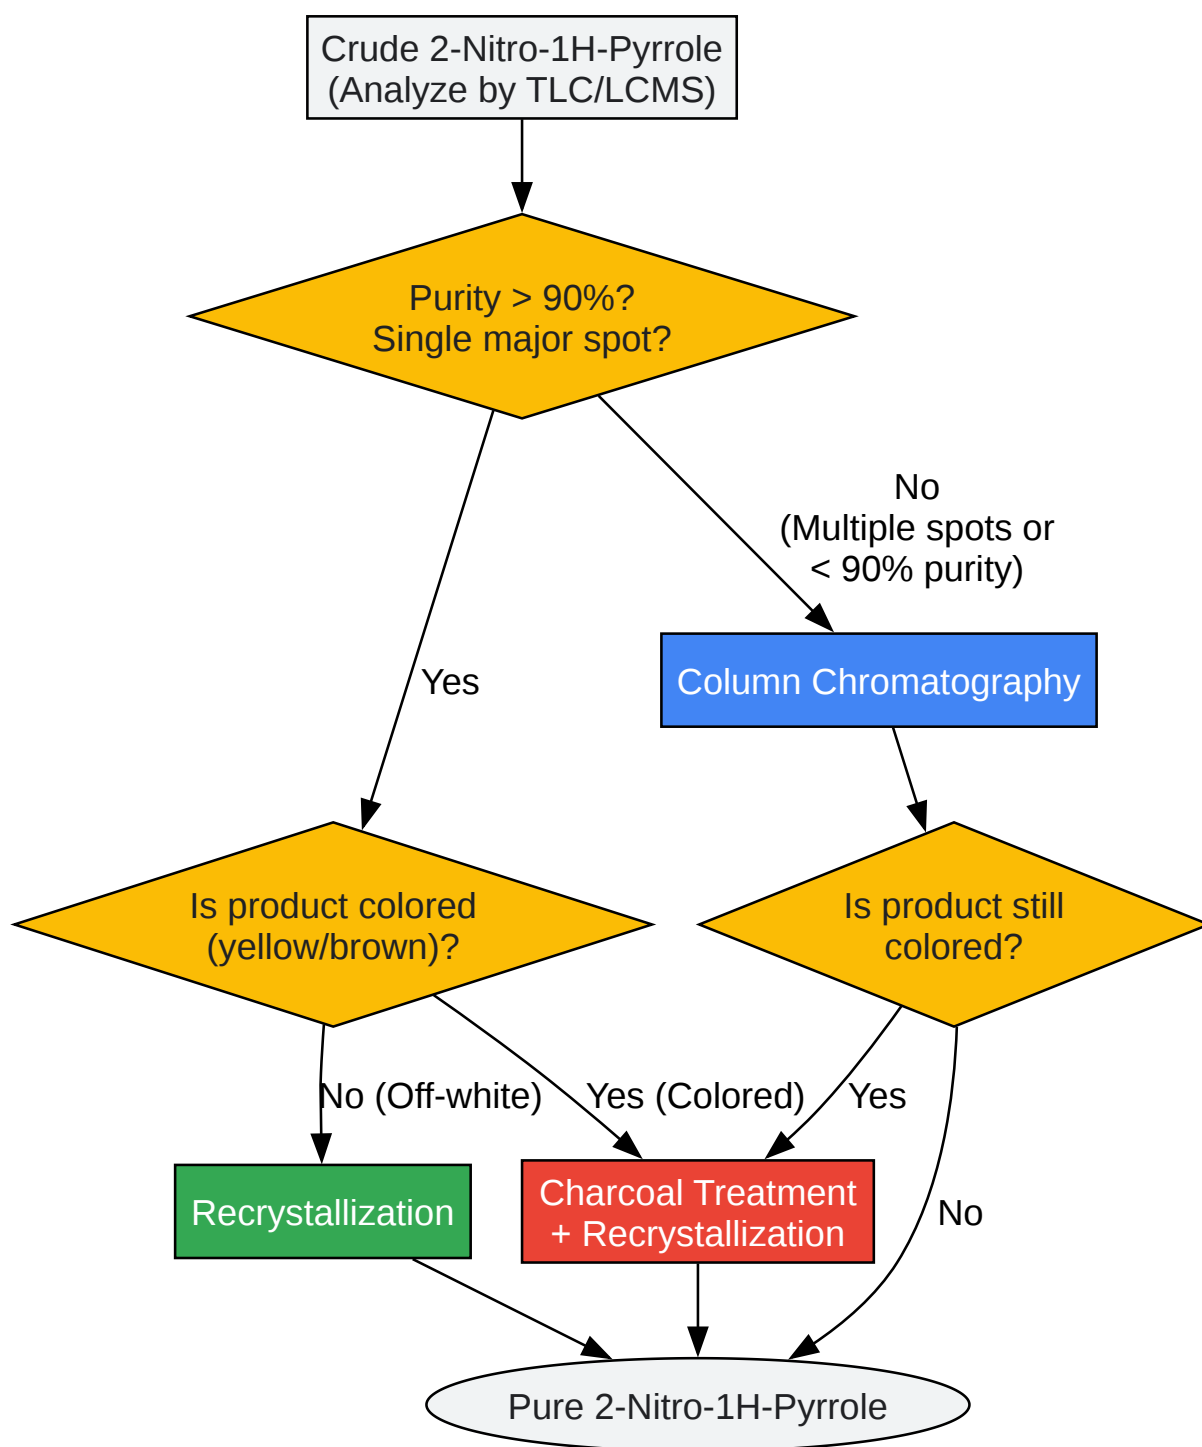 Crude 2-Nitro-1H-Pyrrole
(Analyze by TLC/LCMS)
Purity > 90%?
Single major spot?
No
(Multiple spots or
< 90% purity)
Yes
Column Chromatography
Is product colored
(yellow/brown)?
Is product still
colored?
No (Off-white)
Yes (Colored)
Yes
Recrystallization
Charcoal Treatment
+ Recrystallization
No
Pure 2-Nitro-1H-Pyrrole